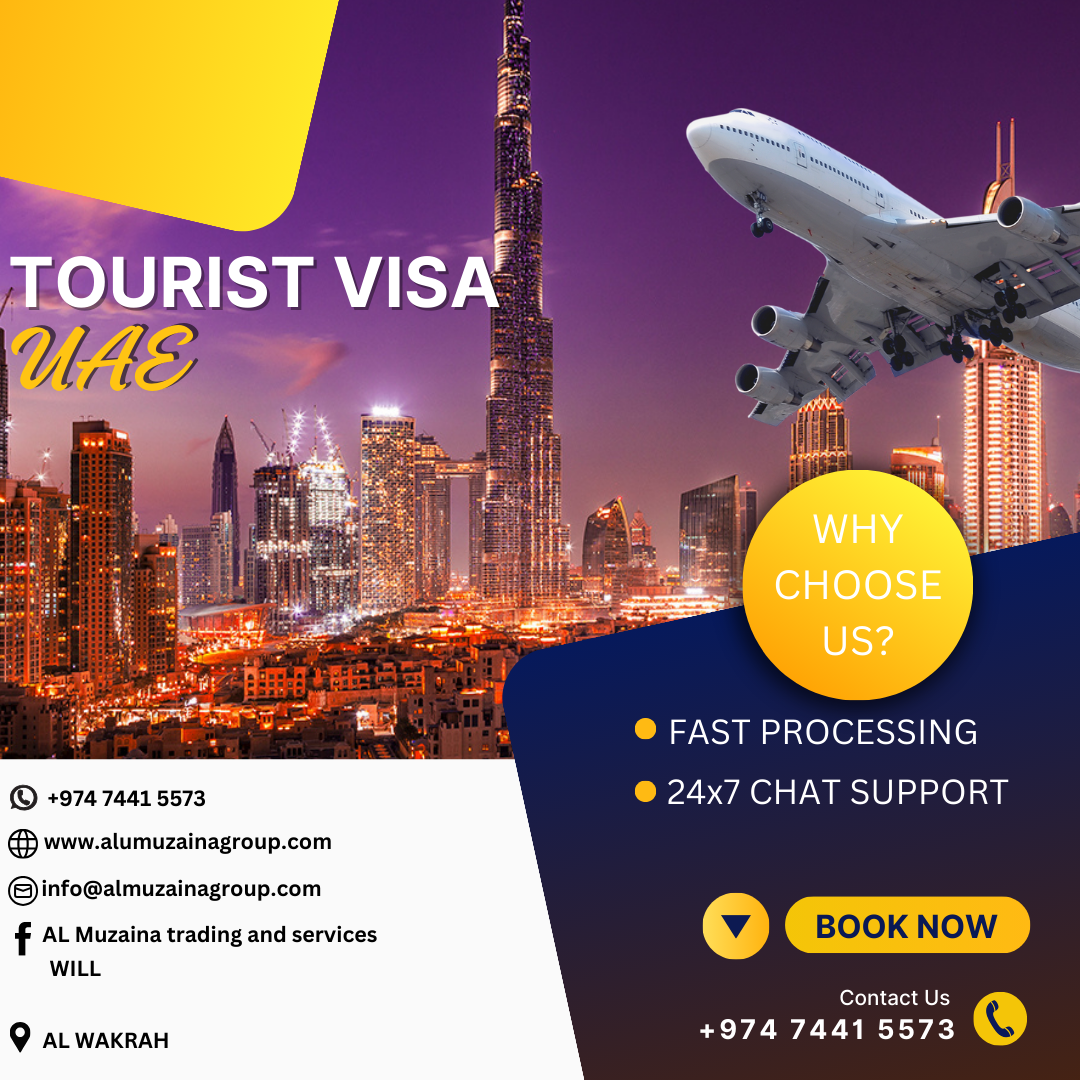 TOURIST VISA
UAE
WHY
CHOOSE
US?
FAST PROCESSING
24x7 CHAT SUPPORT
+974 7441 5573
www.alumuzainagroup.com
info@almuzainagroup.com
AL Muzaina trading and services
WILL
AL WAKRAH
BOOK NOW
Contact Us
+974 7441 5573